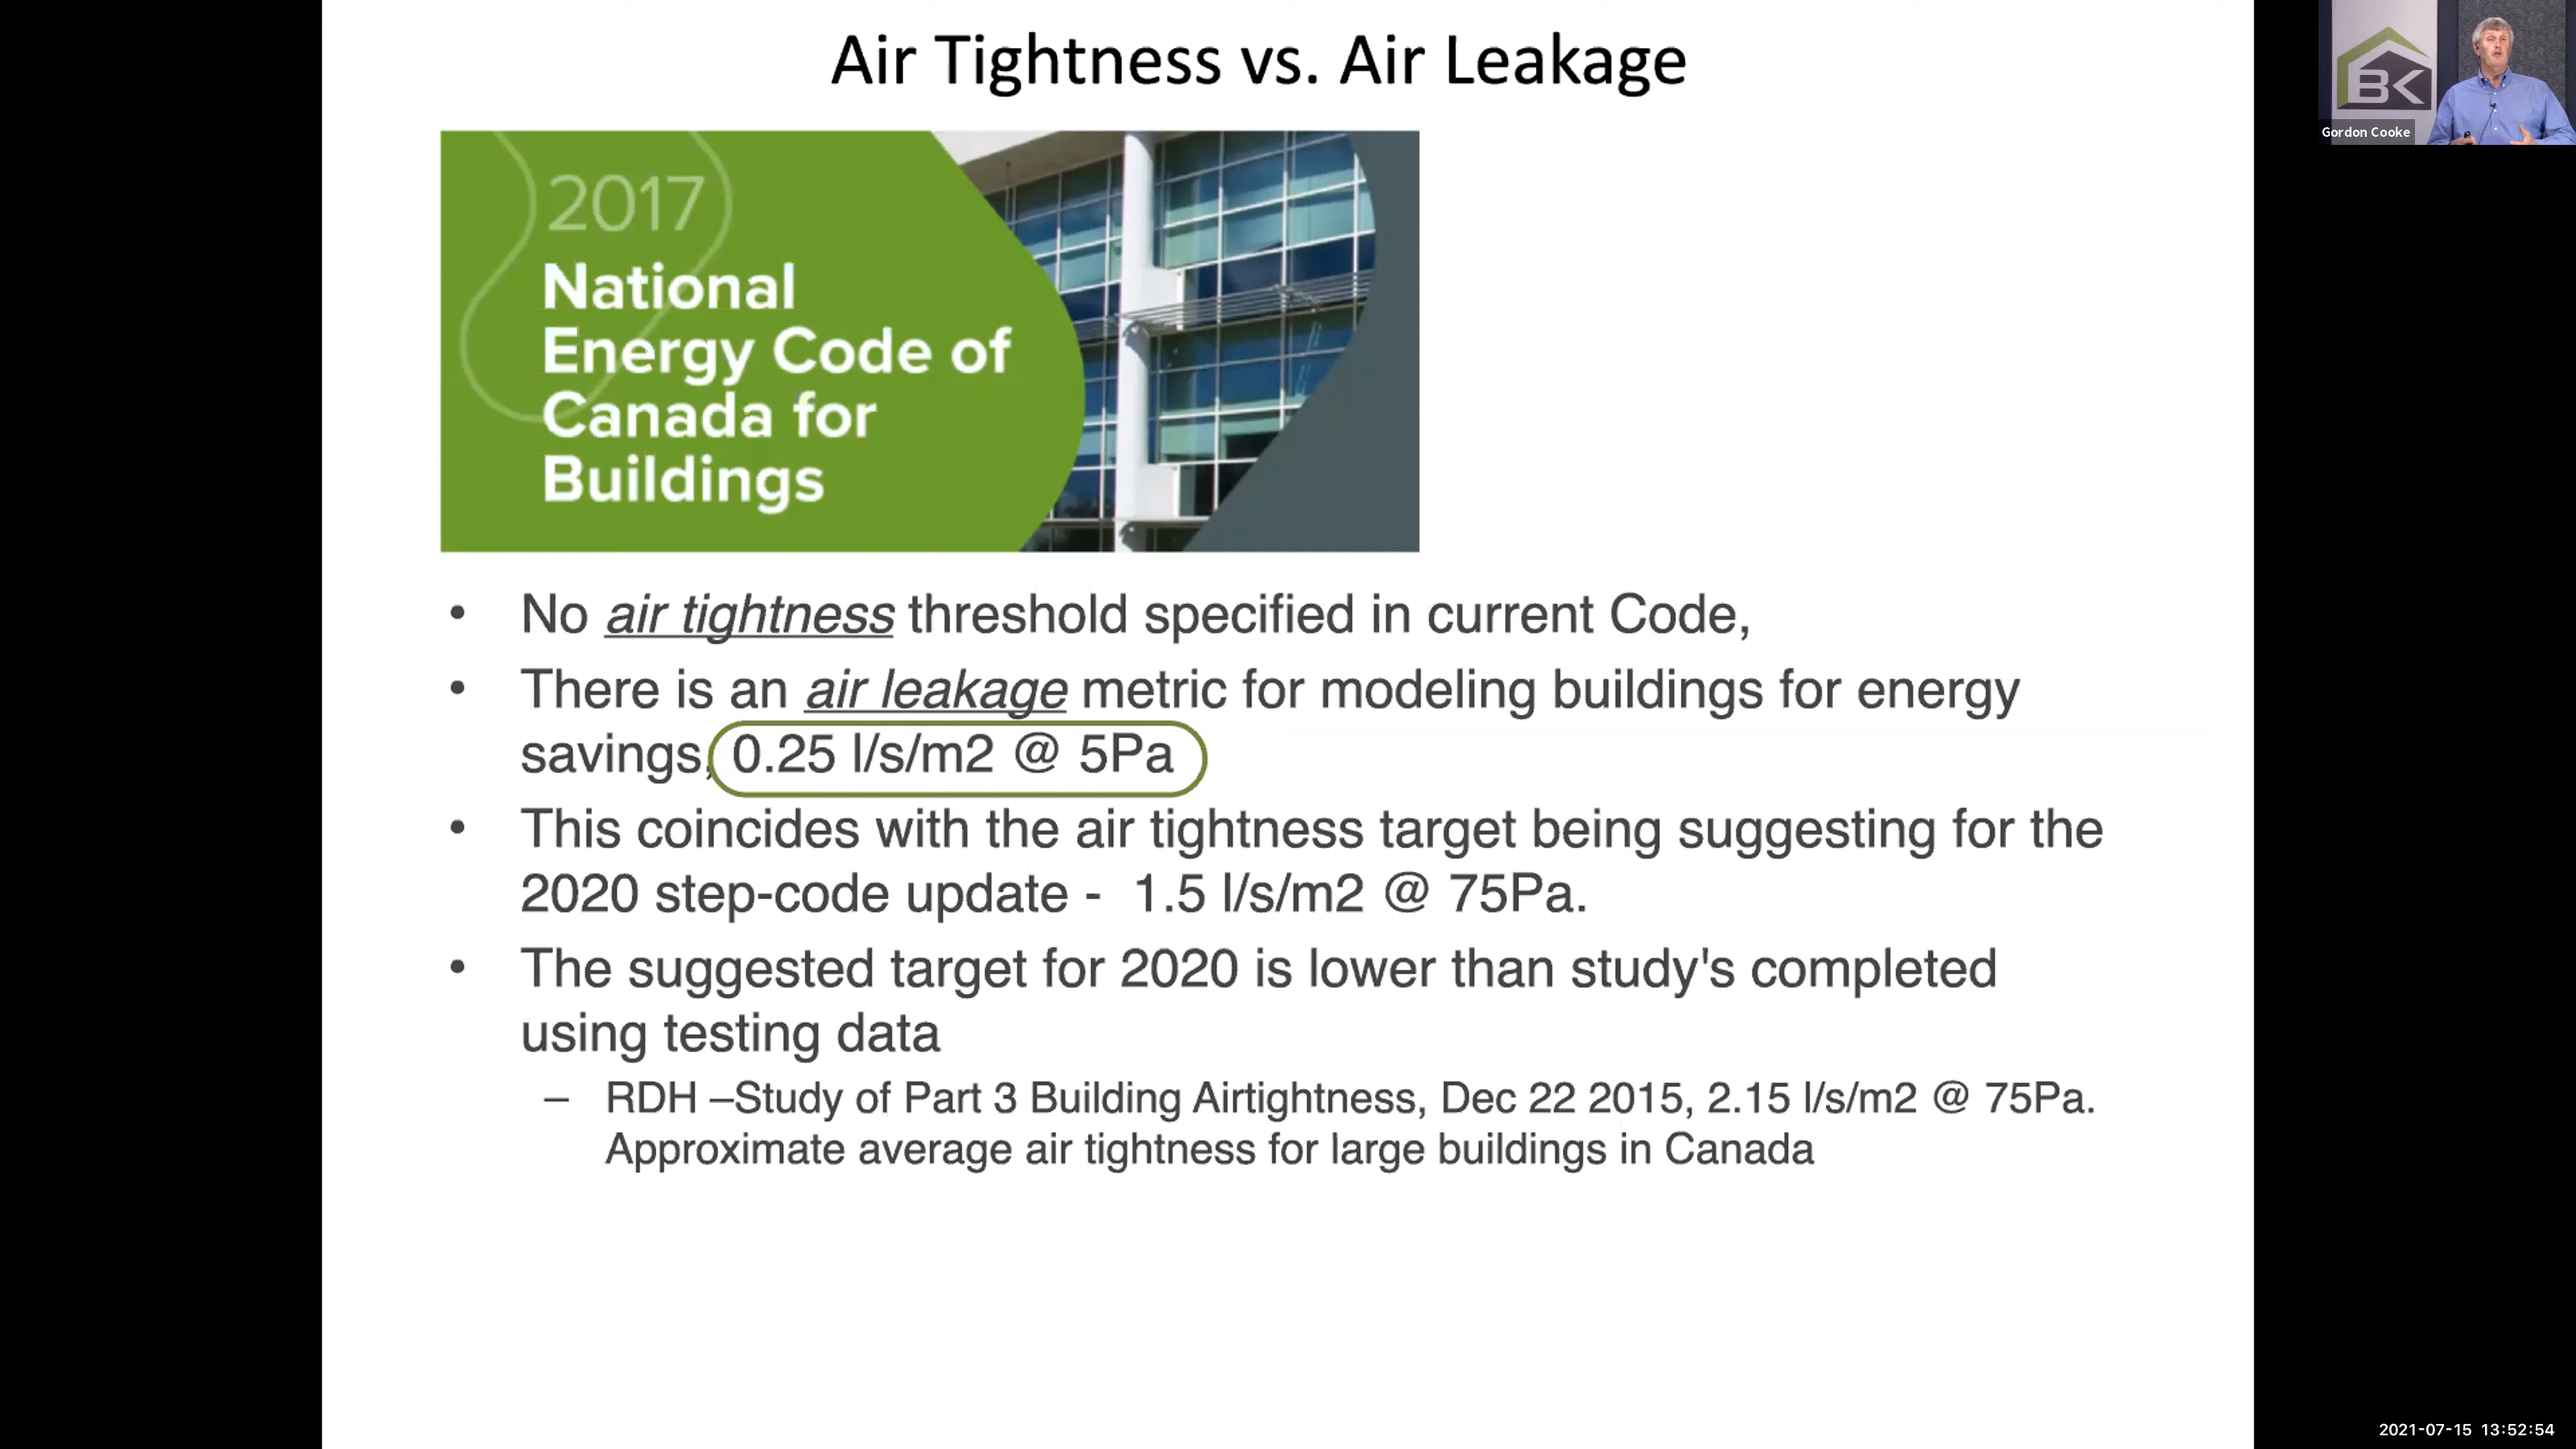 Air Tightness vs. Air Leakage
BK
Gordon Cooke
2017
National
Energy Code of
Canada for
Buildings
• No air tightness threshold specified in current Code,
• There is an air leakage metric for modeling buildings for energy
savings, 0.25 l/s/m2 @ 5Pa
• This coincides with the air tightness target being suggesting for the
2020 step-code update - 1.5 l/s/m2 @ 75Pa.
• The suggested target for 2020 is lower than study's completed
using testing data
– RDH –Study of Part 3 Building Airtightness, Dec 22 2015, 2.15 l/s/m2 @ 75Pa.
Approximate average air tightness for large buildings in Canada
2021-07-15 13:52:54